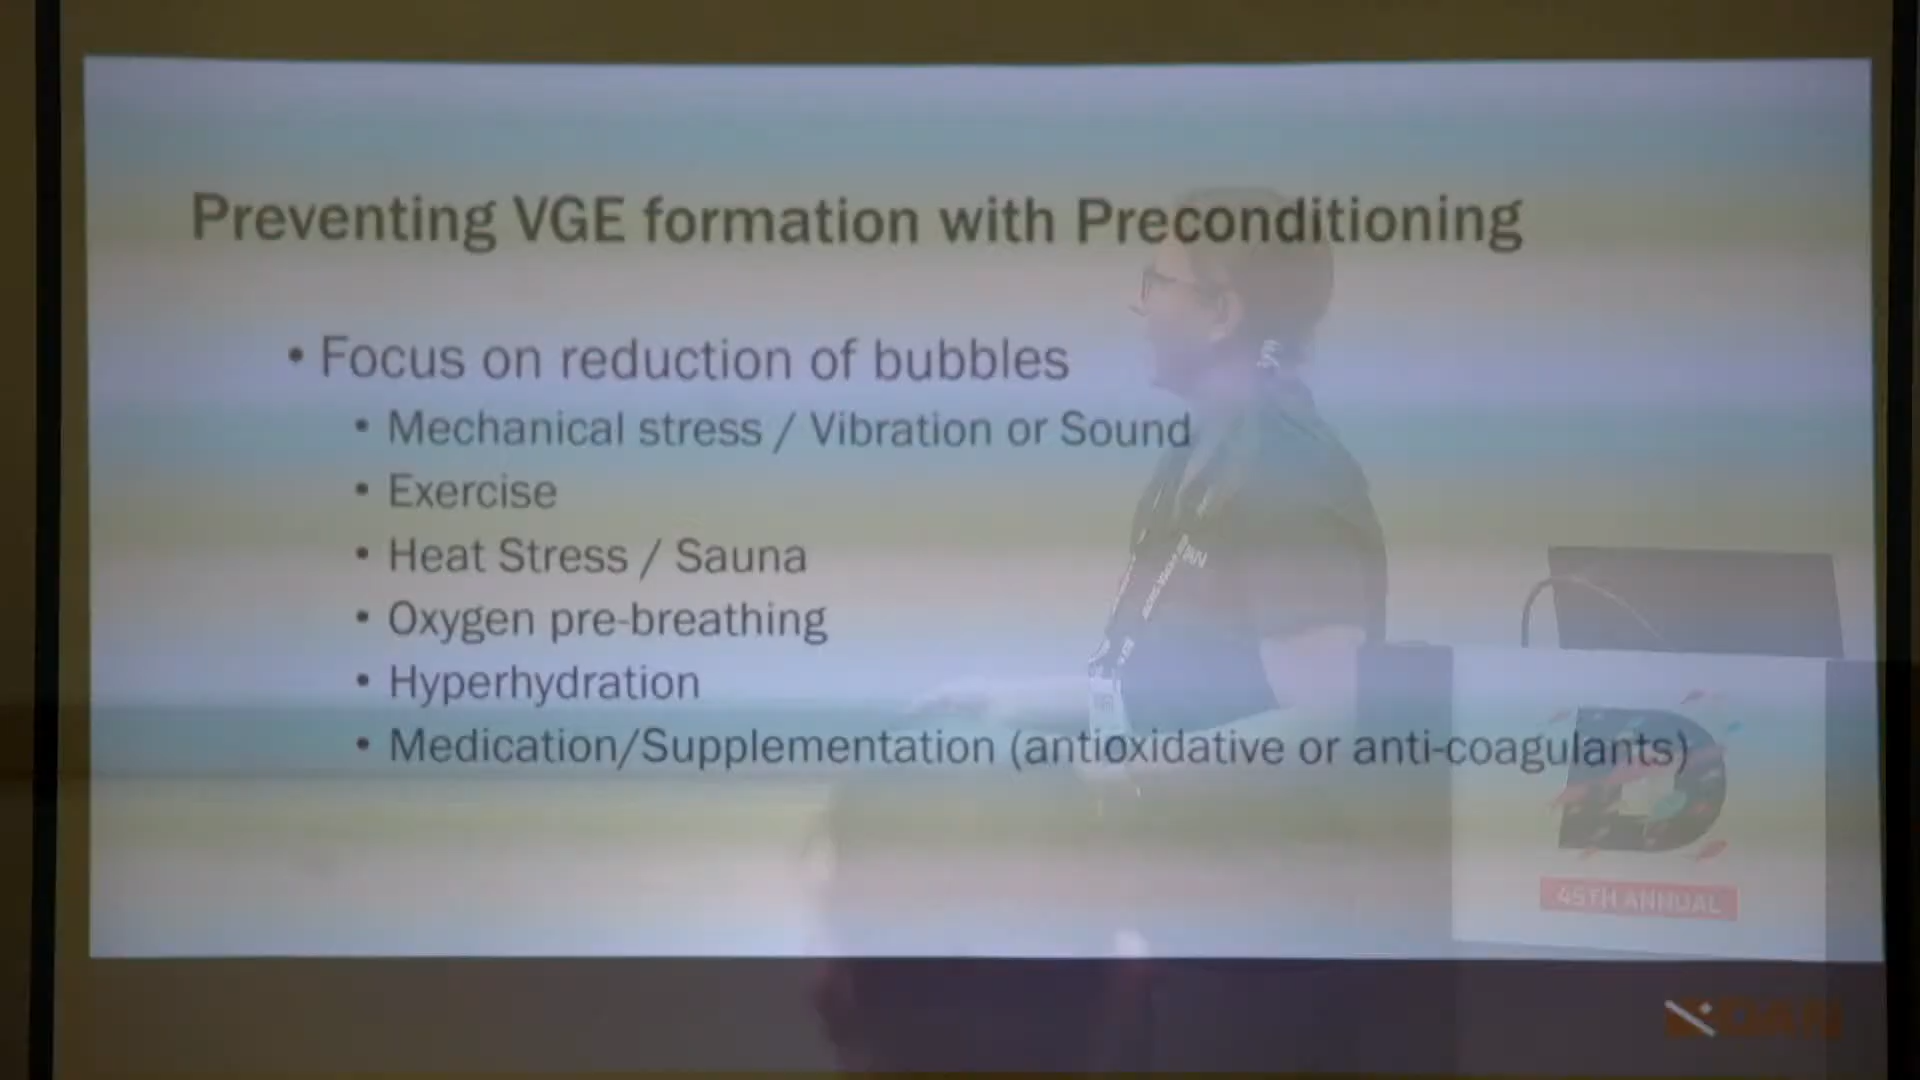 Preventing VGE formation with Preconditioning
• Focus on reduction of bubbles
• Mechanical stress / Vibration or Sound
• Exercise
• Heat Stress / Sauna
• Oxygen pre-breathing
• Hyperhydration
• Medication/Supplementation (antioxidative or anti-coagulants)
D
45TH ANNUAL
DAN